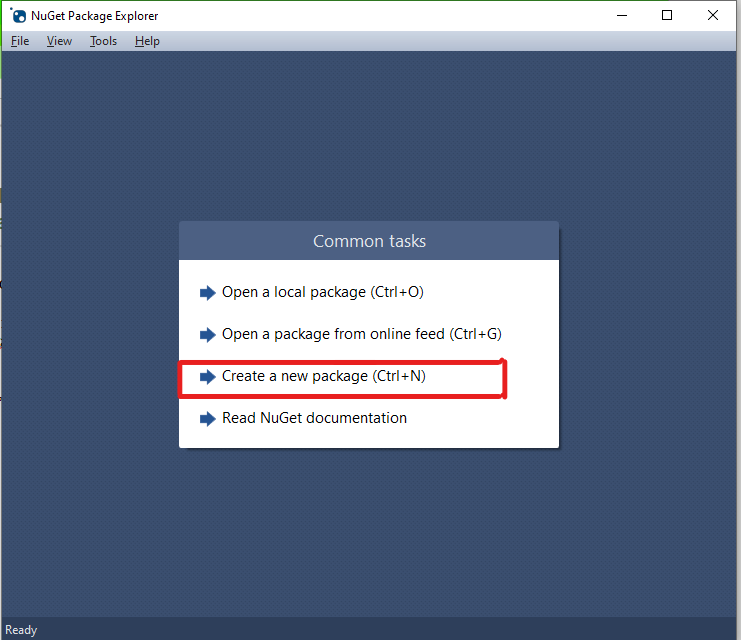 NuGet Package Explorer
File View Tools Help
Common tasks
Open a local package (Ctrl+O)
Open a package from online feed (Ctrl+G)
Create a new package (Ctrl+N)
Read NuGet documentation
Ready